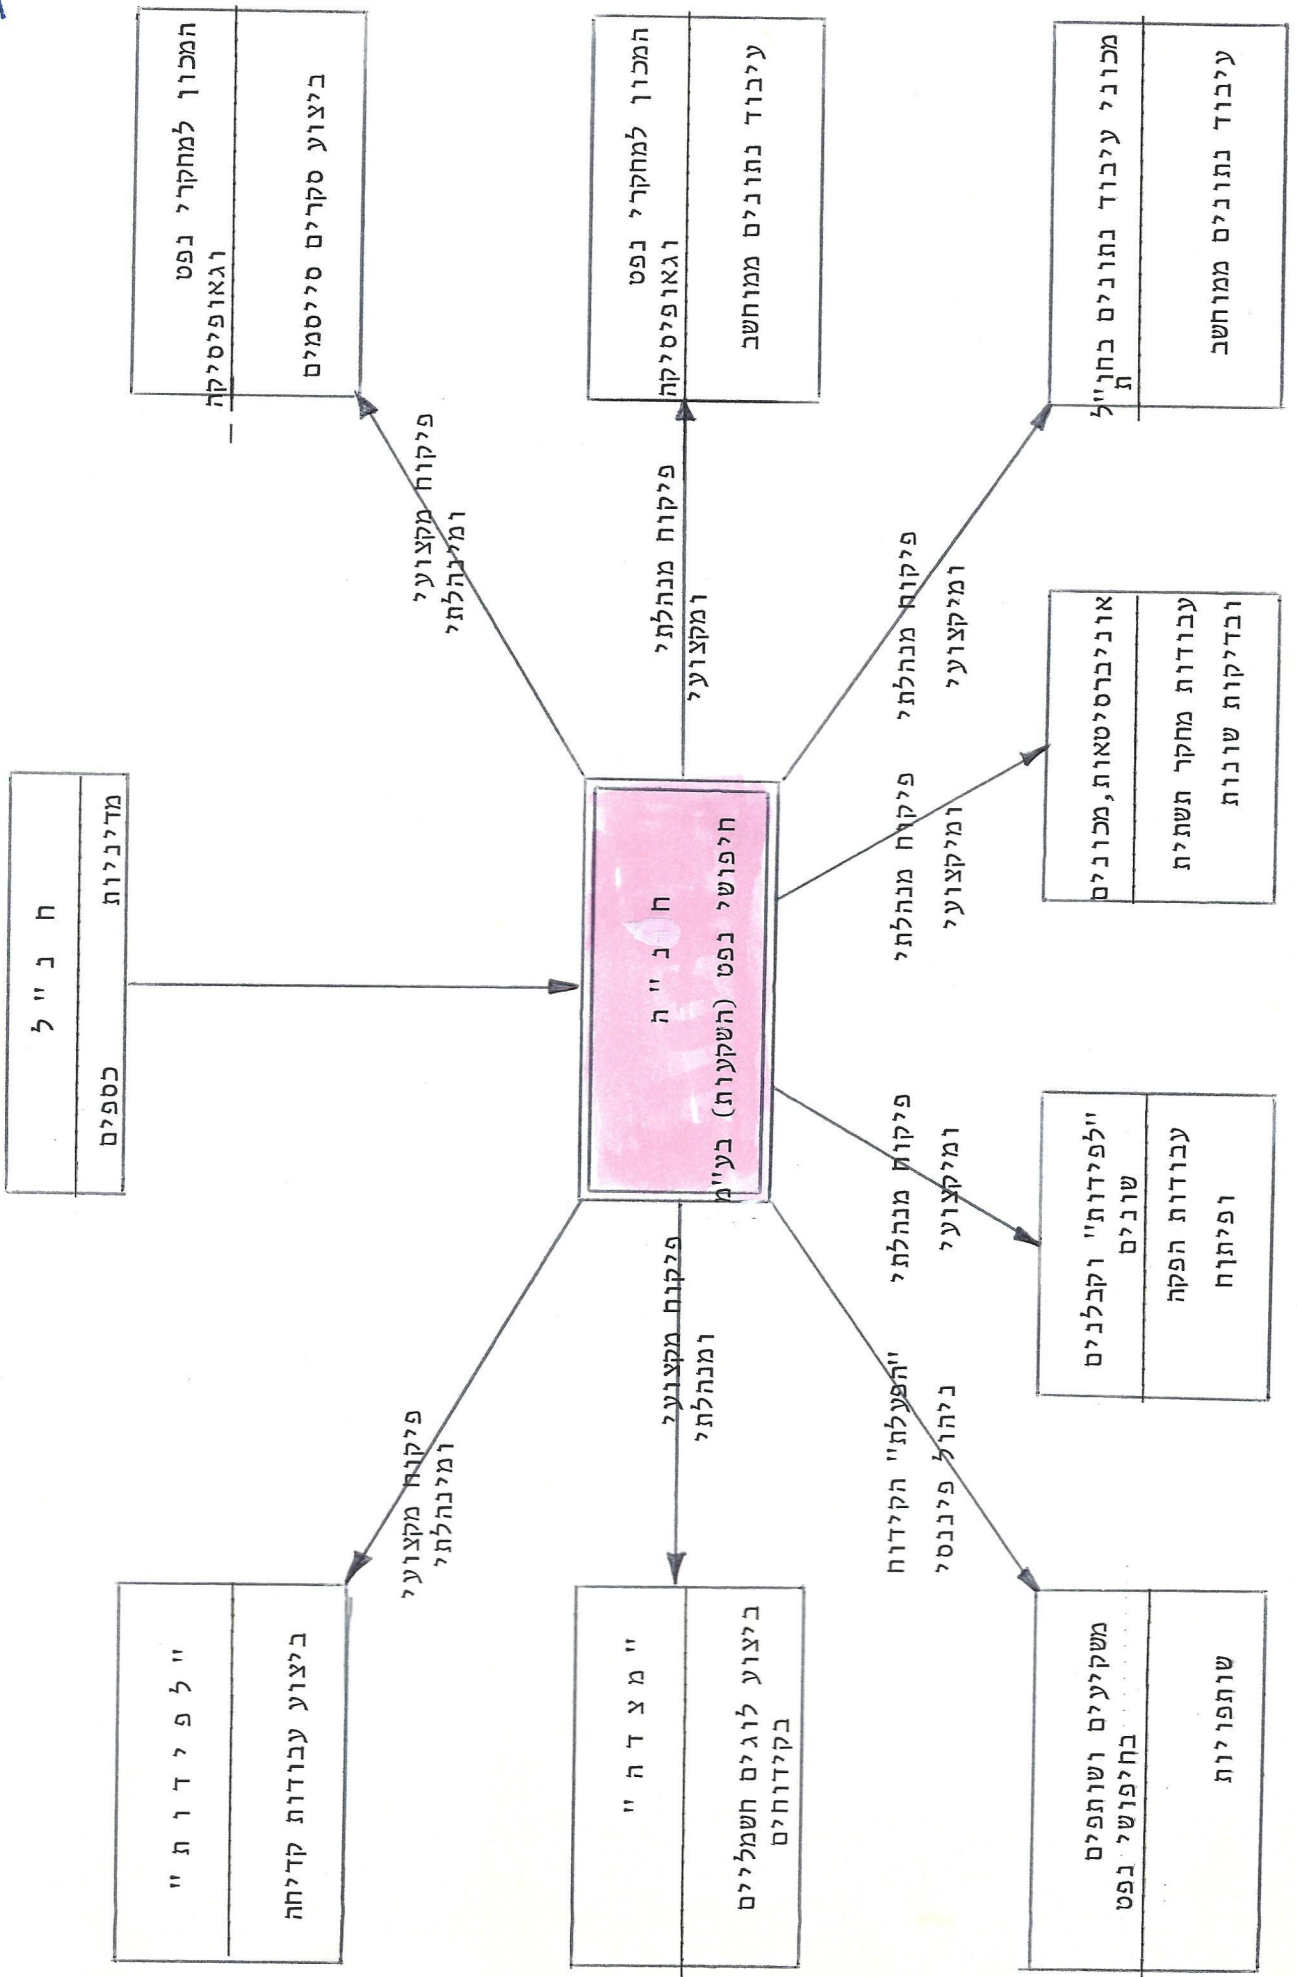 ח נ "ל
מדיניות כספים
המכון למחקרי נפט
וגאופיסיקה
ביצוע סקרים סייסמים
"ל פ י ד ו ת"
ביצוע עבודות קדיחה
פיקוח מקצועי
ומינהלתי
פיקוח מקצועי
ומינהלתי
המכון למחקרי נפט
וגאופיסיקה
עיבוד נתונים ממוחשב
פיקוח מנהלתי
ומקצועי
ח נ "ה
חיפושי נפט (השקעות) בע"מ
פיקוח מקצועי
ומנהלתי
"מ צ ד ה"
ביצוע לוגים חשמליים
בקידוחים
פיקוח מנהלתי
ומיקצועי
פיקוח מנהלתי
ומיקצועי
פיקוח מנהלתי
ומיקצועי
"הפעלת" הקידוח
ניהול פיננסי
מכוני עיבוד נתונים בחו"ל
ת
עיבוד נתונים ממוחשב
אוניברסיטאות,מכונים
עבודות מחקר תשתית
ובדיקות שונות
"לפידות" וקבלנים
שונים
עבודות הפקה
ופיתוח
משקיעים ושותפים
בחיפושי נפט
שותפויות